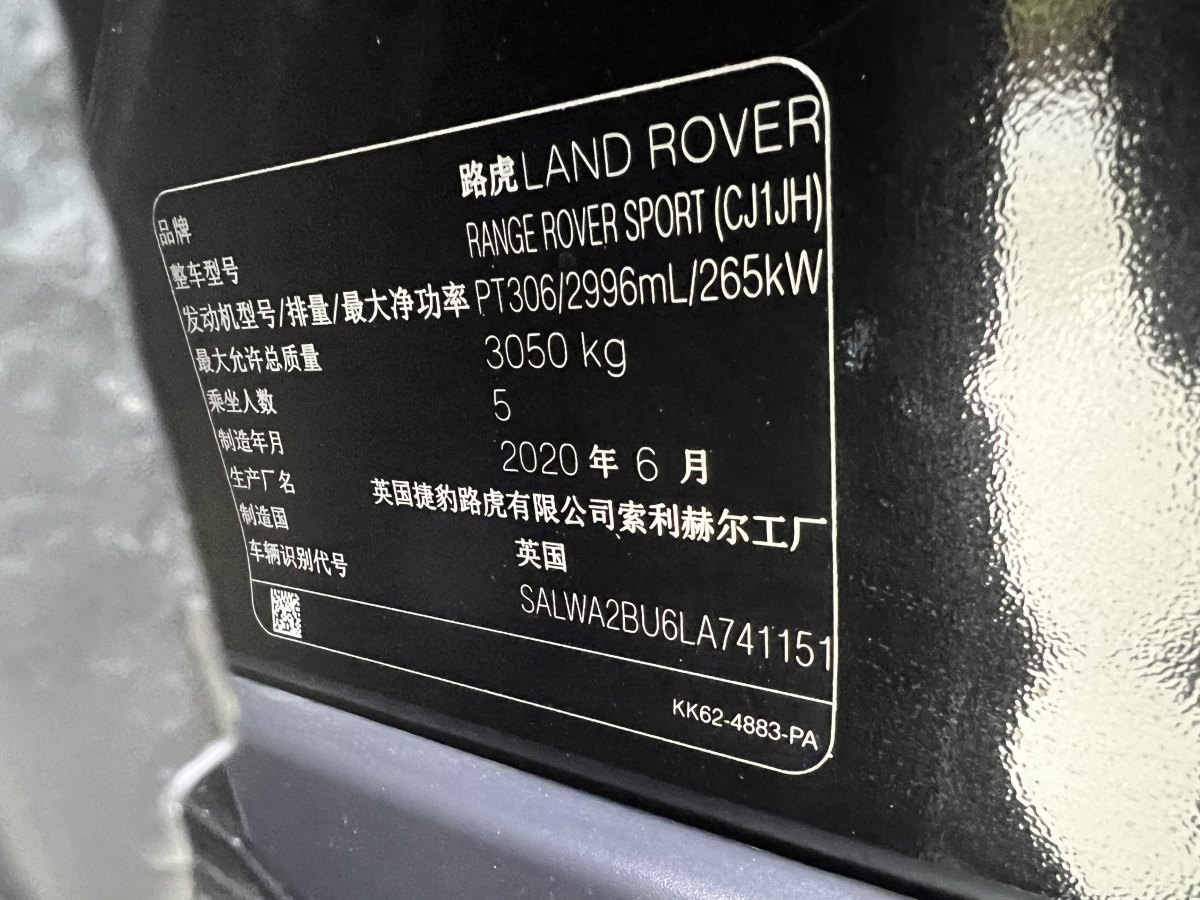 品牌 路虎LAND ROVER
整车型号 RANGE ROVER SPORT (CJ1JH)
发动机型号/排量/最大净功率 PT306/2996mL/265kW
最大允许总质量 3050 kg
乘坐人数 5
制造年月 2020 年 6 月
生产厂名 英国捷豹路虎有限公司索利赫尔工厂
制造国 英国
车辆识别代号 SALWA2BU6LA741151
KK62-4883-PA